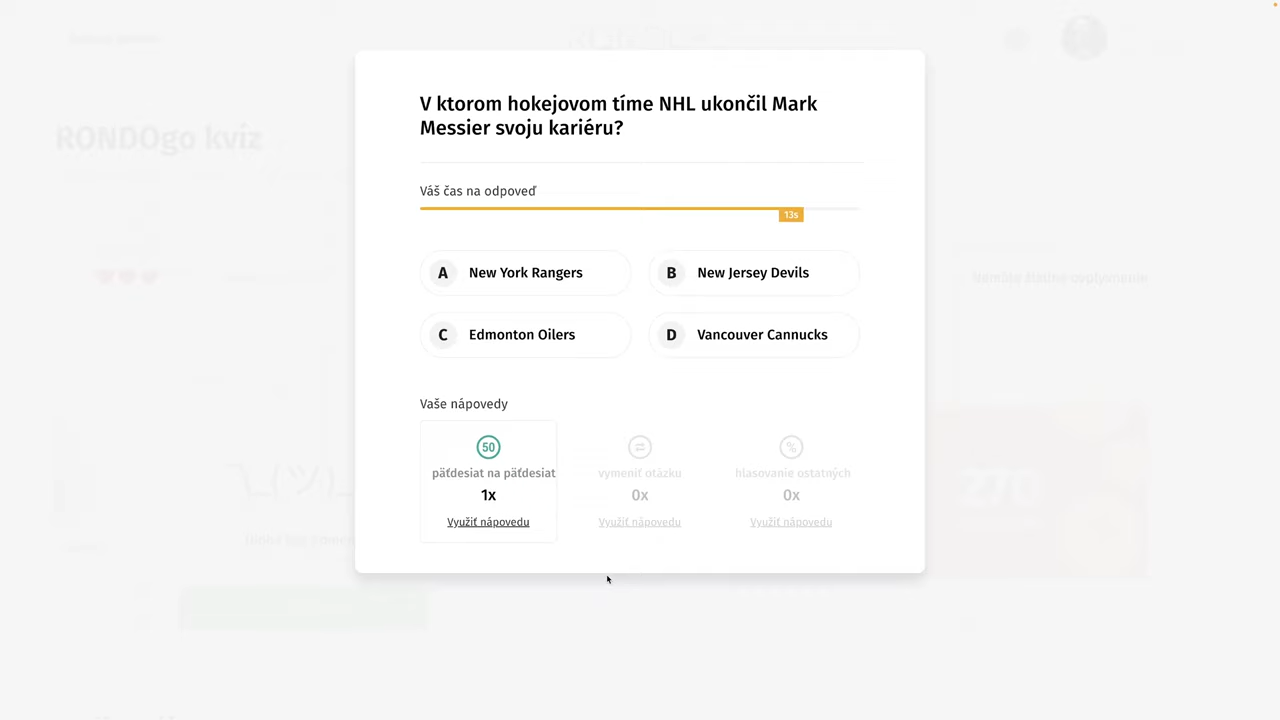 RONDOgo kvíz
V ktorom hokejovom tíme NHL ukončil Mark
Messier svoju kariéru?
Váš čas na odpoveď
13s
A New York Rangers
B New Jersey Devils
C Edmonton Oilers
D Vancouver Cannucks
Vaše nápovedy
50
%
päťdesiat na päťdesiat
vymeniť otázku
hlasovanie ostatných
1x
0x
0x
Využiť nápovedu
Využiť nápovedu
Využiť nápovedu